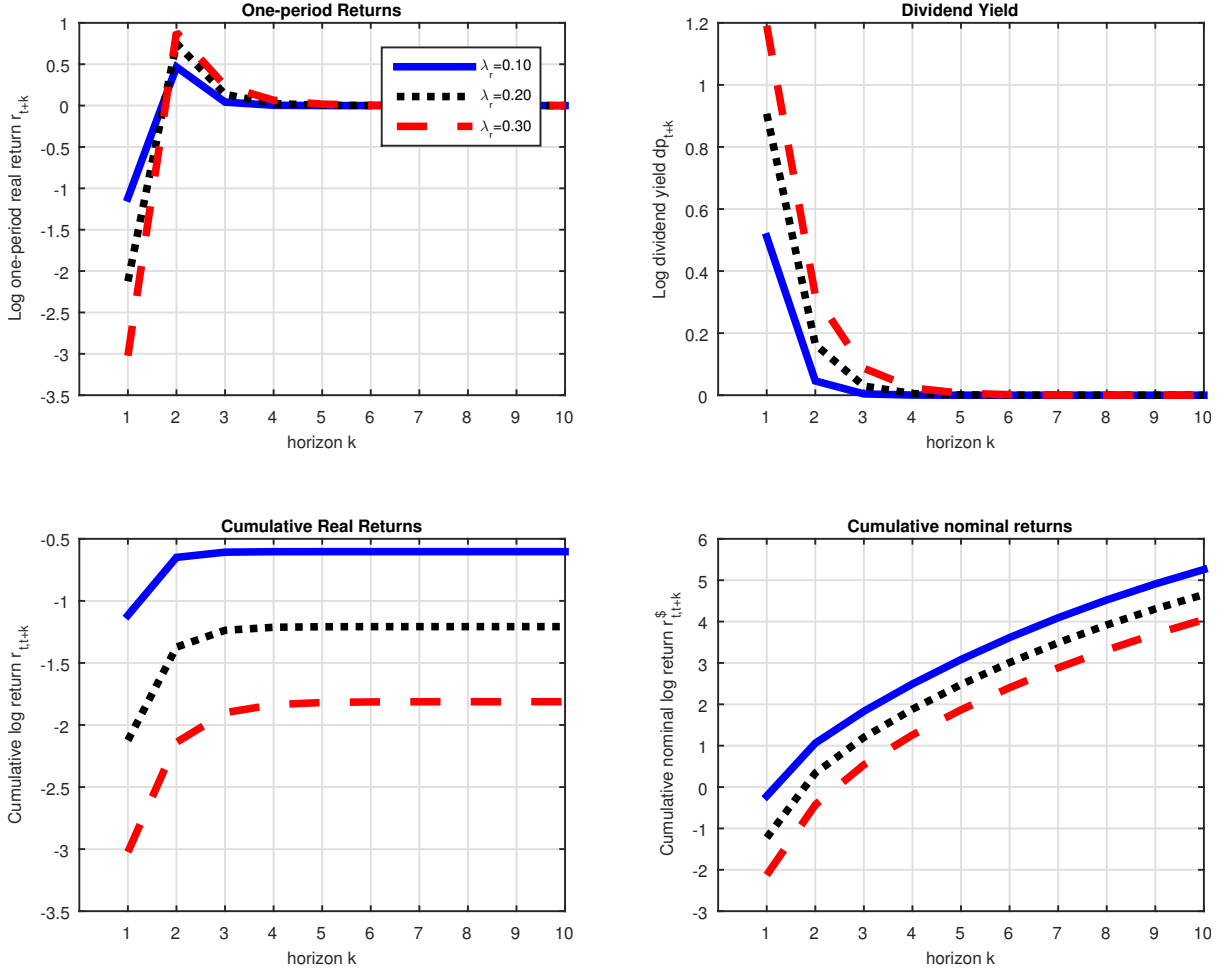 One-period Returns
Log one-period real return r_{t+k}
1
0.5
0
-0.5
-1
-1.5
-2
-2.5
-3
-3.5
1 2 3 4 5 6 7 8 9 10
horizon k
λ_r=0.10
λ_r=0.20
λ_r=0.30
Dividend Yield
Log dividend yield dp_{t+k}
1.2
1
0.8
0.6
0.4
0.2
0
1 2 3 4 5 6 7 8 9 10
horizon k
Cumulative Real Returns
Cumulative log return r_{t,t+k}
-0.5
-1
-1.5
-2
-2.5
-3
-3.5
1 2 3 4 5 6 7 8 9 10
horizon k
Cumulative nominal returns
Cumulative nominal log return r^$_{t,t+k}
6
5
4
3
2
1
0
-1
-2
-3
1 2 3 4 5 6 7 8 9 10
horizon k